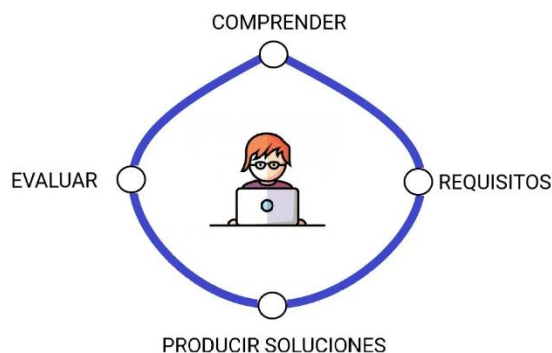 COMPRENDER
EVALUAR
REQUISITOS
PRODUCIR SOLUCIONES